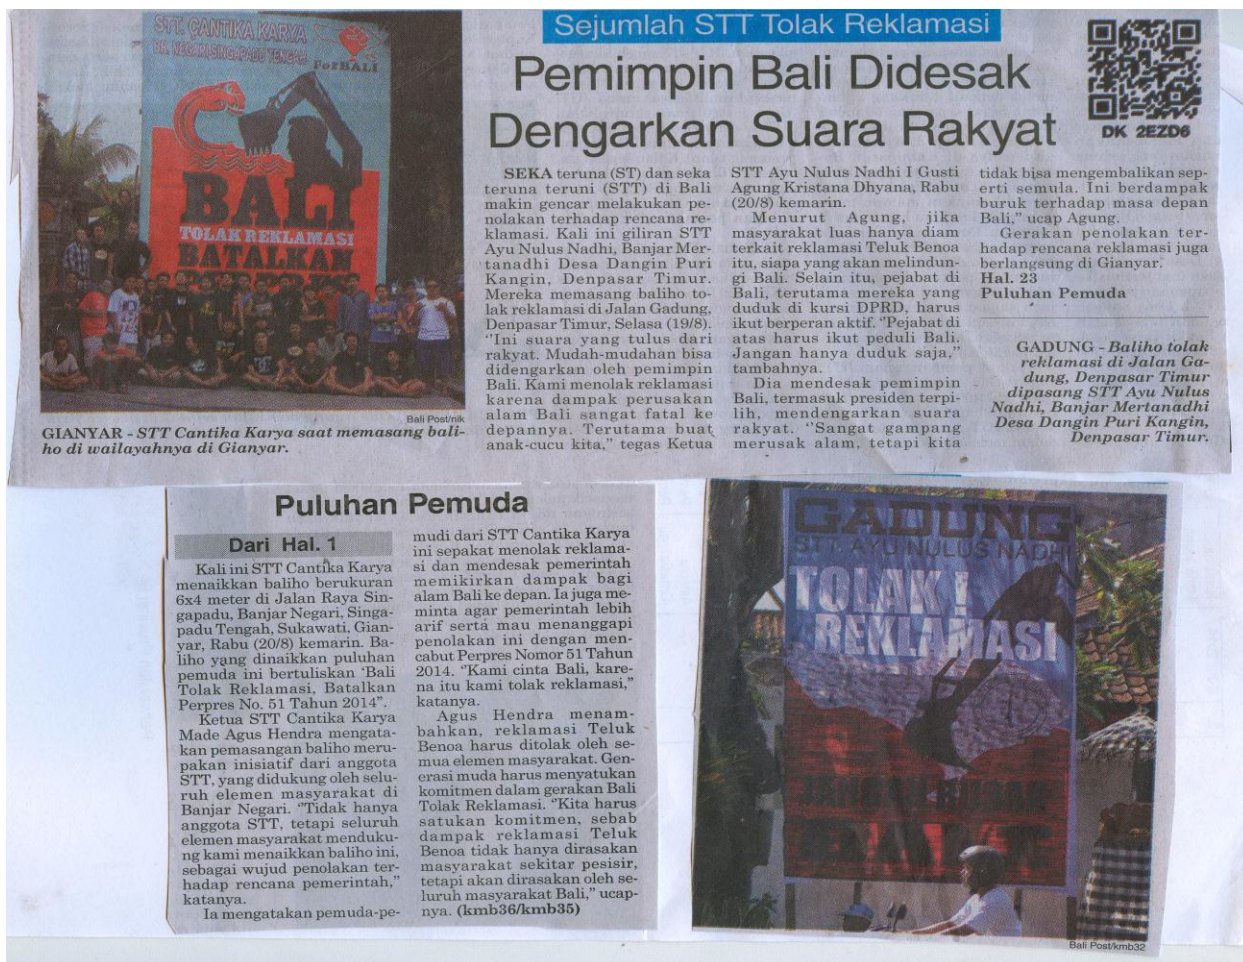 STT. CANTIKA KARYA
BR. NEGARI, SINGAPADU TENGAH
ForBALI
BALI
TOLAK REKLAMASI
BATALKAN
Bali Post/nik
GIANYAR - STT Cantika Karya saat memasang bali-
ho di wailayahnya di Gianyar.
Sejumlah STT Tolak Reklamasi
Pemimpin Bali Didesak
Dengarkan Suara Rakyat
DK 2EZD6
SEKA teruna (ST) dan seka
teruna teruni (STT) di Bali
makin gencar melakukan pe-
nolakan terhadap rencana re-
klamasi. Kali ini giliran STT
Ayu Nulus Nadhi, Banjar Mer-
tanadhi Desa Dangin Puri
Kangin, Denpasar Timur.
Mereka memasang baliho to-
lak reklamasi di Jalan Gadung,
Denpasar Timur, Selasa (19/8).
"Ini suara yang tulus dari
rakyat. Mudah-mudahan bisa
didengarkan oleh pemimpin
Bali. Kami menolak reklamasi
karena dampak perusakan
alam Bali sangat fatal ke
depannya. Terutama buat
anak-cucu kita," tegas Ketua
STT Ayu Nulus Nadhi I Gusti
Agung Kristana Dhyana, Rabu
(20/8) kemarin.
Menurut Agung, jika
masyarakat luas hanya diam
terkait reklamasi Teluk Benoa
itu, siapa yang akan melindun-
gi Bali. Selain itu, pejabat di
Bali, terutama mereka yang
duduk di kursi DPRD, harus
ikut berperan aktif. "Pejabat di
atas harus ikut peduli Bali.
Jangan hanya duduk saja,"
tambahnya.
Dia mendesak pemimpin
Bali, termasuk presiden terpi-
lih, mendengarkan suara
rakyat. "Sangat gampang
merusak alam, tetapi kita
tidak bisa mengembalikan sep-
erti semula. Ini berdampak
buruk terhadap masa depan
Bali," ucap Agung.
Gerakan penolakan ter-
hadap rencana reklamasi juga
berlangsung di Gianyar.
Hal. 23
Puluhan Pemuda
GADUNG - Baliho tolak
reklamasi di Jalan Ga-
dung, Denpasar Timur
dipasang STT Ayu Nulus
Nadhi, Banjar Mertanadhi
Desa Dangin Puri Kangin,
Denpasar Timur.
Puluhan Pemuda
Dari Hal. 1
Kali ini STT Cantika Karya
menaikkan baliho berukuran
6x4 meter di Jalan Raya Sin-
gapadu, Banjar Negari, Singa-
padu Tengah, Sukawati, Gian-
yar, Rabu (20/8) kemarin. Ba-
liho yang dinaikkan puluhan
pemuda ini bertuliskan "Bali
Tolak Reklamasi, Batalkan
Perpres No. 51 Tahun 2014".
Ketua STT Cantika Karya
Made Agus Hendra mengata-
kan pemasangan baliho meru-
pakan inisiatif dari anggota
STT, yang didukung oleh selu-
ruh elemen masyarakat di
Banjar Negari. "Tidak hanya
anggota STT, tetapi seluruh
elemen masyarakat menduku-
ng kami menaikkan baliho ini,
sebagai wujud penolakan ter-
hadap rencana pemerintah,"
katanya.
Ia mengatakan pemuda-pe-
mudi dari STT Cantika Karya
ini sepakat menolak reklama-
si dan mendesak pemerintah
memikirkan dampak bagi
alam Bali ke depan. Ia juga me-
minta agar pemerintah lebih
arif serta mau menanggapi
penolakan ini dengan men-
cabut Perpres Nomor 51 Tahun
2014. "Kami cinta Bali, kare-
na itu kami tolak reklamasi,"
katanya.
Agus Hendra menam-
bahkan, reklamasi Teluk
Benoa harus ditolak oleh se-
mua elemen masyarakat. Gen-
erasi muda harus menyatukan
komitmen dalam gerakan Bali
Tolak Reklamasi. "Kita harus
satukan komitmen, sebab
dampak reklamasi Teluk
Benoa tidak hanya dirasakan
masyarakat sekitar pesisir,
tetapi akan dirasakan oleh se-
luruh masyarakat Bali," ucap-
nya. (kmb36/kmb35)
GADUNG
STT. AYU NULUS NADHI
TOLAK !
REKLAMASI
JANGAN RUSAK
Bali Post/kmb32